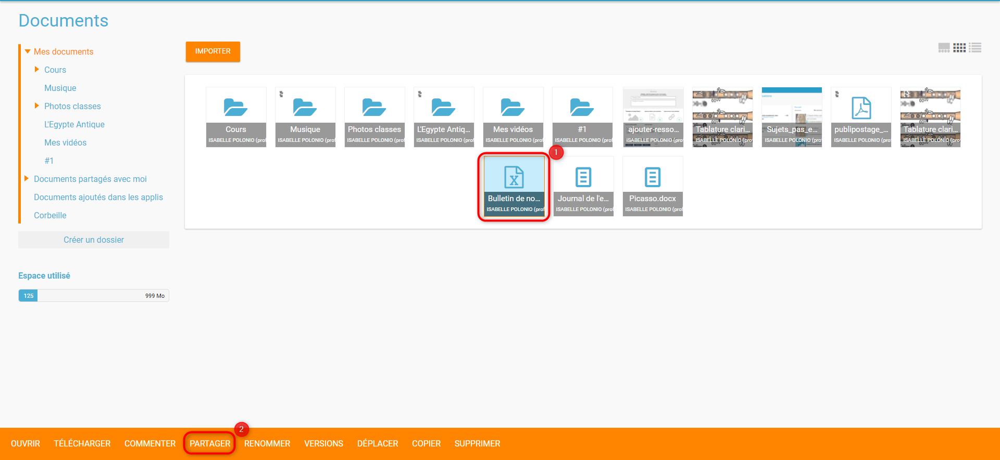 Documents
Mes documents
Cours
Musique
Photos classes
L'Egypte Antique
Mes vidéos
#1
Documents partagés avec moi
Documents ajoutés dans les applis
Corbeille
Créer un dossier
Espace utilisé
125 999 Mo
IMPORTER
Cours Musique Photos classes L'Egypte Antiq... Mes vidéos #1 ajouter-resso... Tablature clari... Sujets_pas_e... publipostage_... Tablature clari...
ISABELLE POLONIO (prof ISABELLE POLONIO (prof ISABELLE POLONIO (prof ISABELLE POLONIO (prof ISABELLE POLONIO (prof ISABELLE POLONIO (prof ISABELLE POLONIO (prof ISABELLE POLONIO (pro ISABELLE POLONIO (pro ISABELLE POLONIO (pro ISABELLE POLONIO (pro
1
X
Bulletin de no... Journal de l'e... Picasso.docx
ISABELLE POLONIO (prof ISABELLE POLONIO (prof ISABELLE POLONIO (prof
2
OUVRIR TÉLÉCHARGER COMMENTER PARTAGER RENOMMER VERSIONS DÉPLACER COPIER SUPPRIMER